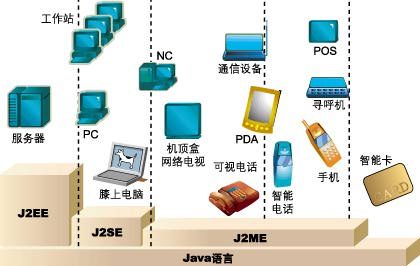 工作站
NC
通信设备
POS
寻呼机
服务器
PC
机顶盒
网络电视
PDA
可视电话
膝上电脑
智能
电话
手机
智能卡
CARD
J2EE
J2SE
J2ME
Java语言